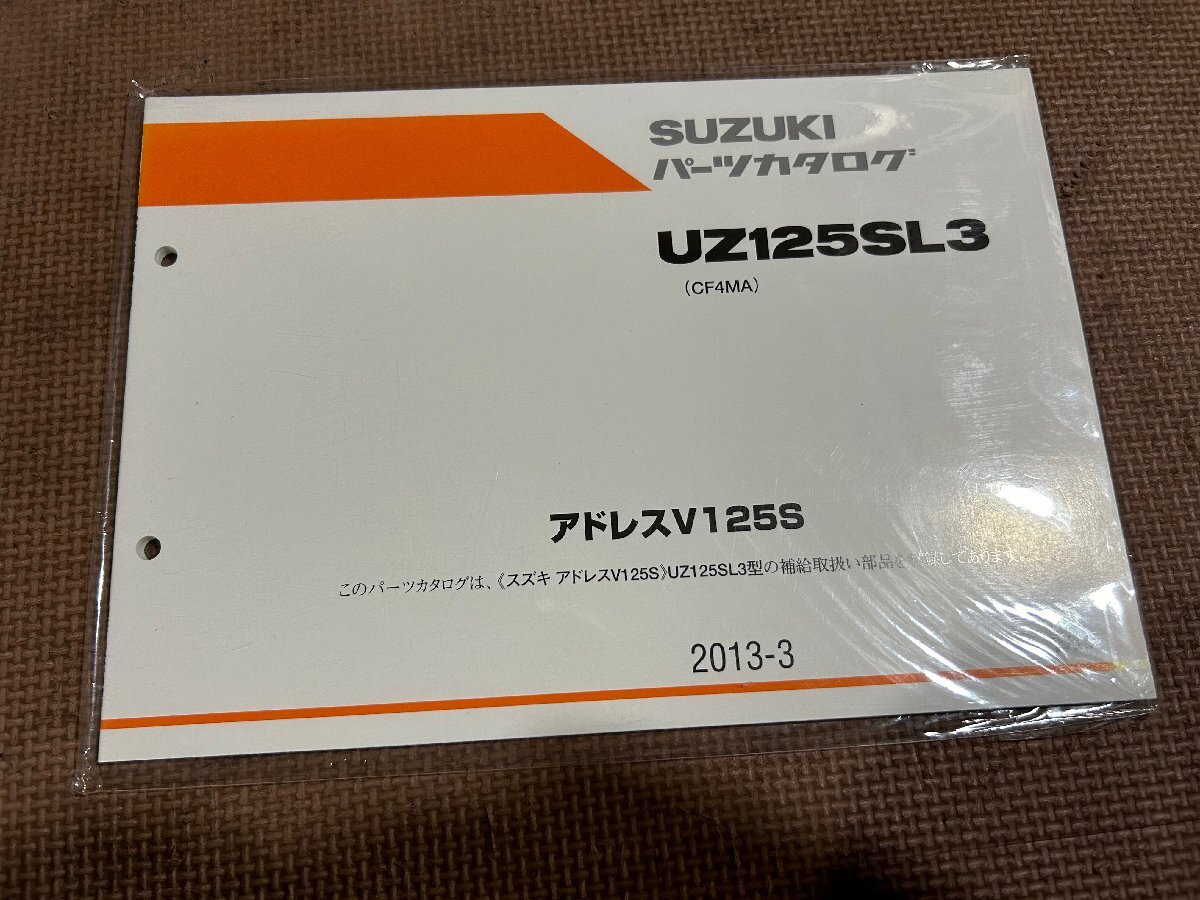 SUZUKI
パーツカタログ
UZ125SL3
(CF4MA)
アドレスV125S
このパーツカタログは、《スズキ アドレスV125S》UZ125SL3型の補給取扱い部品を
2013-3